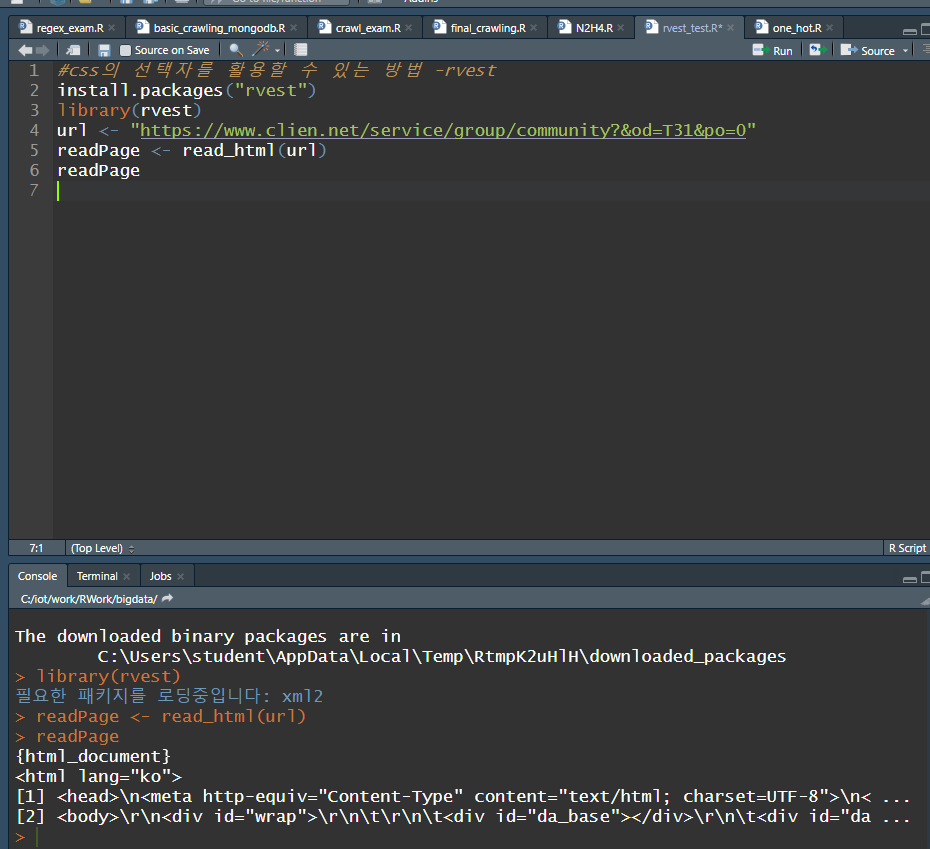 Go to file/function Addins
regex_exam.R basic_crawling_mongodb.R crawl_exam.R final_crawling.R N2H4.R rvest_test.R* one_hot.R
Source on Save Run Source
1 #css의 선택자를 활용할 수 있는 방법 -rvest
2 install.packages("rvest")
3 library(rvest)
4 url <- "https://www.clien.net/service/group/community?&od=T31&po=0"
5 readPage <- read_html(url)
6 readPage
7
7:1 (Top Level) R Script
Console Terminal Jobs
C:/iot/work/RWork/bigdata/
The downloaded binary packages are in
C:\Users\student\AppData\Local\Temp\RtmpK2uHlH\downloaded_packages
> library(rvest)
필요한 패키지를 로딩중입니다: xml2
> readPage <- read_html(url)
> readPage
{html_document}
<html lang="ko">
[1] <head>\n<meta http-equiv="Content-Type" content="text/html; charset=UTF-8">\n< ...
[2] <body>\r\n<div id="wrap">\r\n\t\r\n\t<div id="da_base"></div>\r\n\t<div id="da ...
>